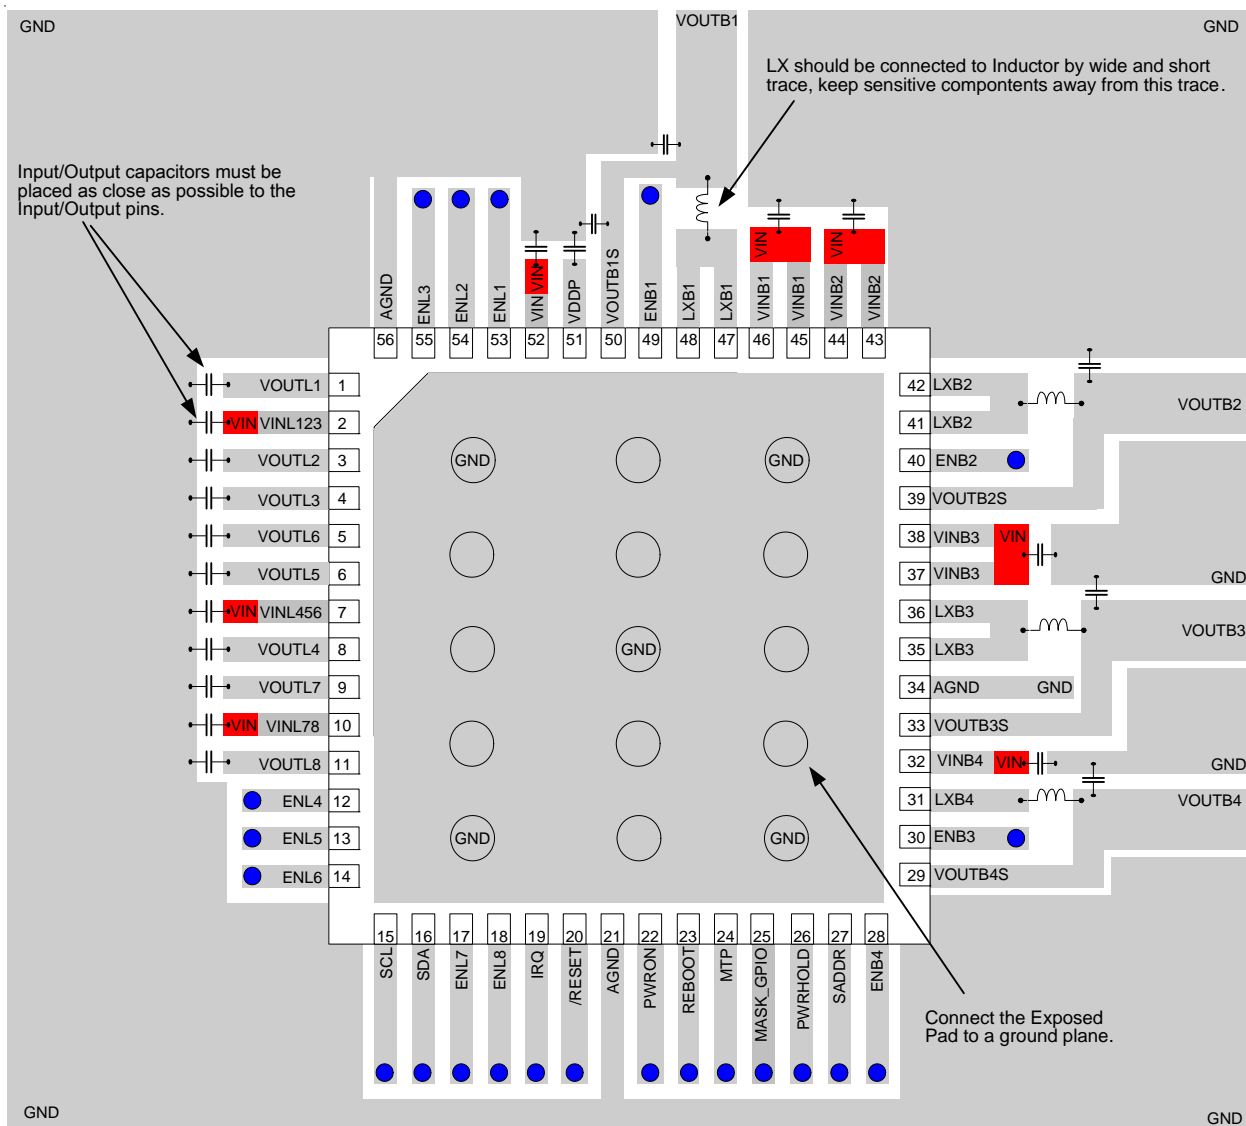 GND
VOUTB1
GND
LX should be connected to Inductor by wide and short
trace, keep sensitive compontents away from this trace.
Input/Output capacitors must be
placed as close as possible to the
Input/Output pins.
AGND
ENL3
ENL2
ENL1
VIN
VIN
VDDP
VOUTB1S
ENB1
LXB1
LXB1
VIN
VINB1
VINB1
VIN
VINB2
VINB2
56
55
54
53
52
51
50
49
48
47
46
45
44
43
VOUTL1 1
VIN VINL123 2
VOUTL2 3
VOUTL3 4
VOUTL6 5
VOUTL5 6
VIN VINL456 7
VOUTL4 8
VOUTL7 9
VIN VINL78 10
VOUTL8 11
ENL4 12
ENL5 13
ENL6 14
GND
GND
GND
GND
GND
42 LXB2
VOUTB2
41 LXB2
40 ENB2
39 VOUTB2S
38 VINB3 VIN
37 VINB3
GND
36 LXB3
VOUTB3
35 LXB3
34 AGND GND
33 VOUTB3S
32 VINB4 VIN
GND
31 LXB4
VOUTB4
30 ENB3
29 VOUTB4S
15
16
17
18
19
20
21
22
23
24
25
26
27
28
SCL
SDA
ENL7
ENL8
IRQ
/RESET
AGND
PWRON
REBOOT
MTP
MASK_GPIO
PWRHOLD
SADDR
ENB4
Connect the Exposed
Pad to a ground plane.
GND
GND